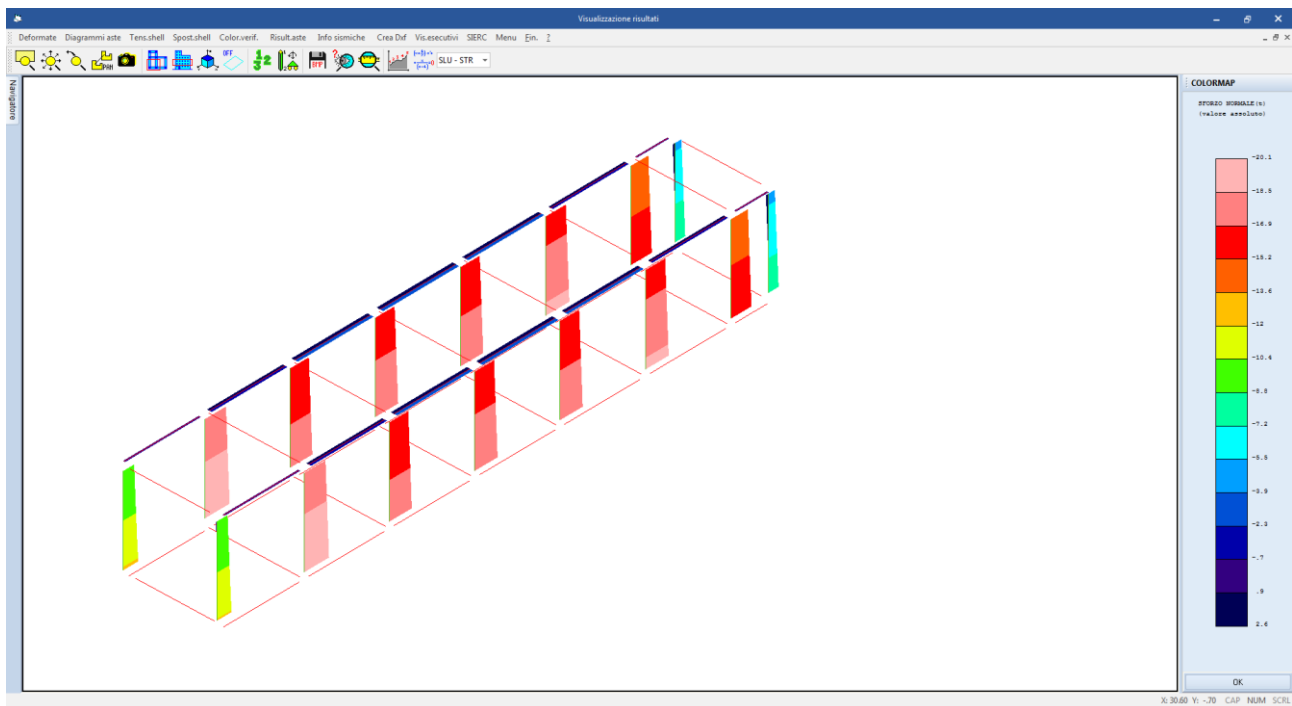 Visualizzazione risultati
Deformate Diagrammi aste Tens.shell Spost.shell Color.verif. Risult.aste Info sismiche Crea Dxf Vis.esecutivi SIERC Menu Fin. ?
PAN OFF SLU - STR
Navigatore
COLORMAP
SFORZO NORMALE(t)
(valore assoluto)
-20.1
-18.5
-16.9
-15.2
-13.6
-12
-10.4
-8.8
-7.2
-5.5
-3.9
-2.3
-.7
.9
2.6
OK
X: 30.60 Y: -.70 CAP NUM SCRL